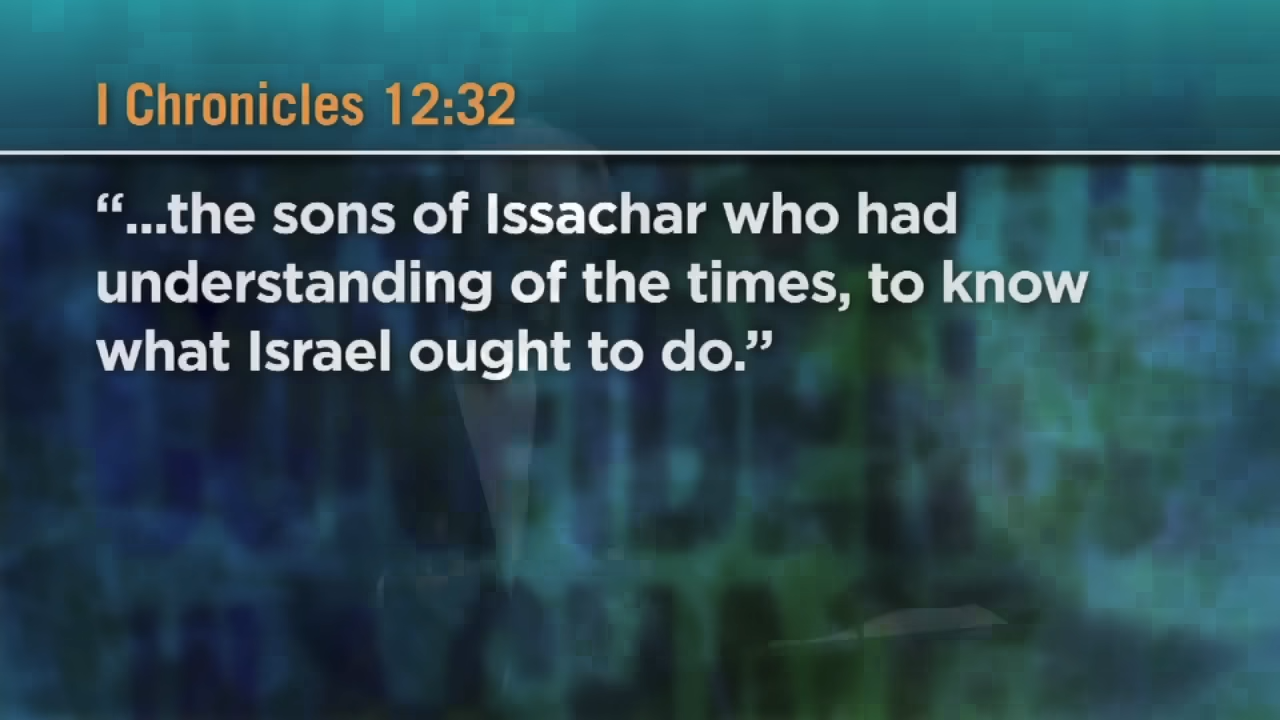 I Chronicles 12:32
“...the sons of Issachar who had
understanding of the times, to know
what Israel ought to do.”